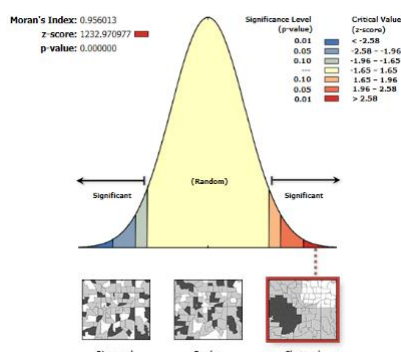 Moran's Index: 0.956013
z-score: 1232.970977
p-value: 0.000000
Significance Level
(p-value)
Critical Value
(z-score)
0.01 < -2.58
0.05 -2.58 – -1.96
0.10 -1.96 – -1.65
--- -1.65 – 1.65
0.10 1.65 – 1.96
0.05 1.96 – 2.58
0.01 > 2.58
Significant
(Random)
Significant